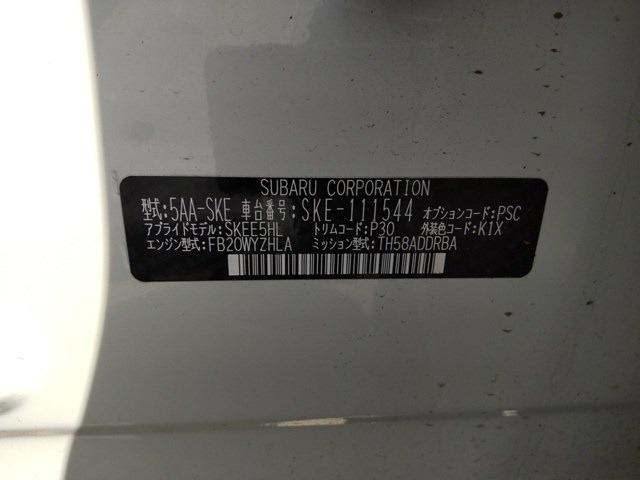 SUBARU CORPORATION
型式:5AA-SKE 車台番号:SKE-111544 オプションコード:PSC
アプライドモデル:SKEE5HL トリムコード:P30 外装色コード:K1X
エンジン型式:FB20WYZHLA ミッション型式:TH58ADDRBA